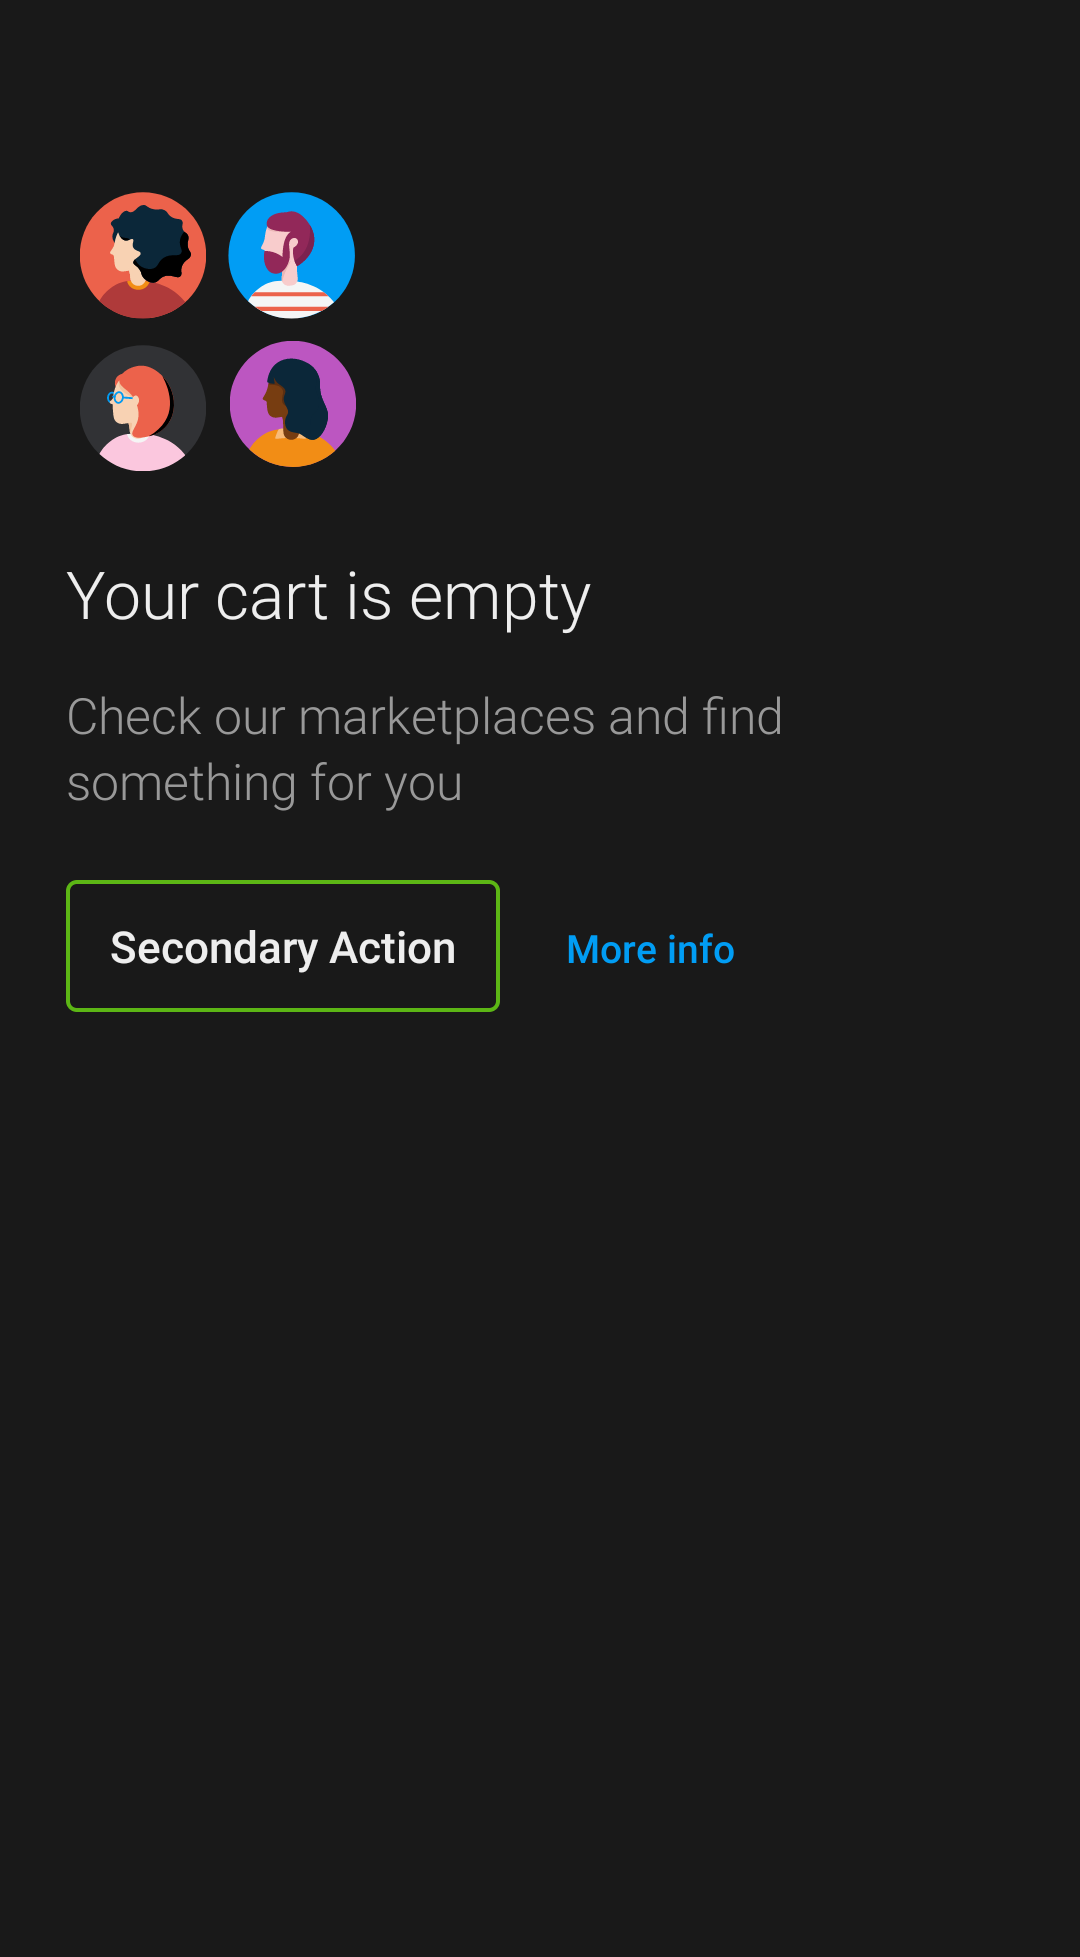 Your cart is empty
Check our marketplaces and find
something for you
Secondary Action
More info